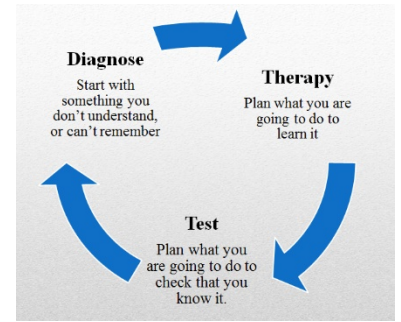 Diagnose
Start with
something you
don't understand,
or can't remember
Therapy
Plan what you are
going to do to
learn it
Test
Plan what you
are going to do to
check that you
know it.